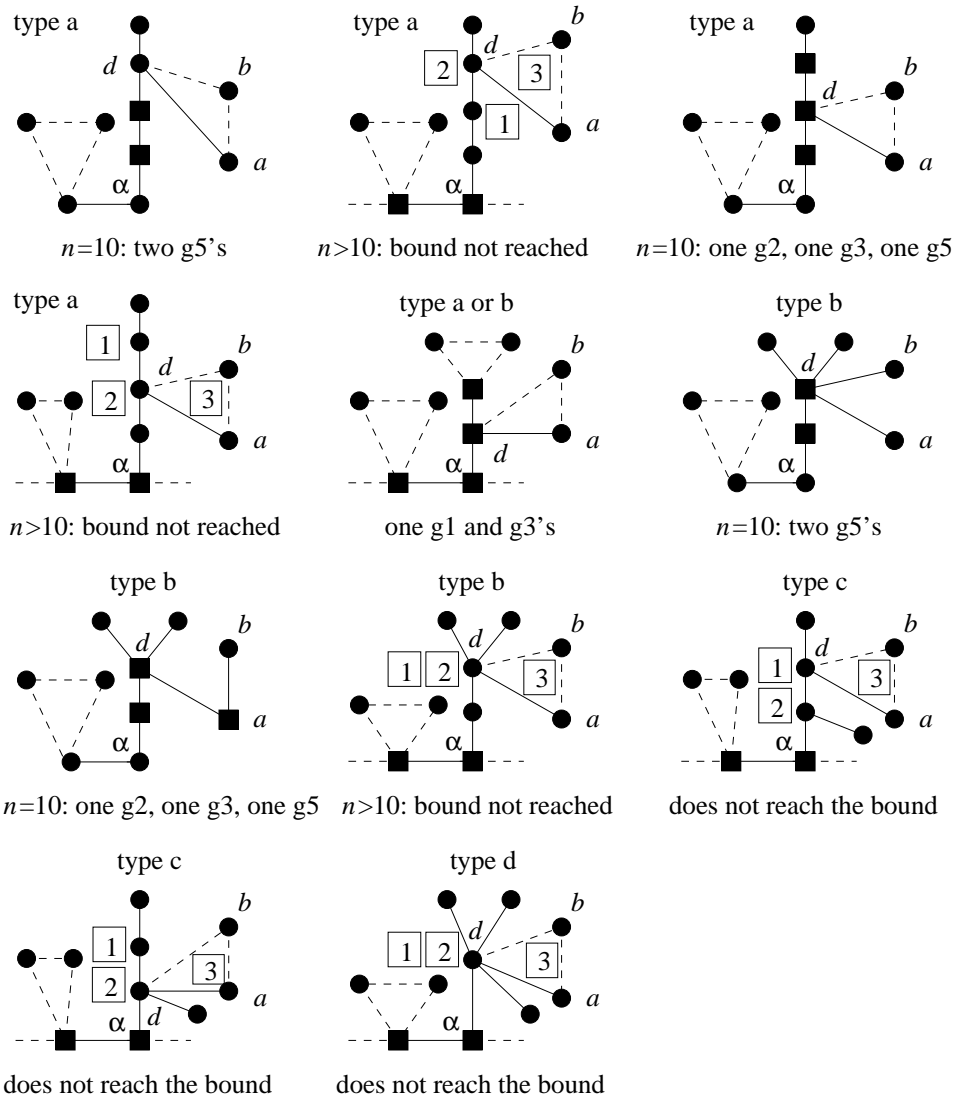 type a
d
b
a
α
n=10: two g5's
type a
d
b
2
3
1
a
α
n>10: bound not reached
type a
d
b
a
α
n=10: one g2, one g3, one g5
type a
1
d
b
2
3
a
α
n>10: bound not reached
type a or b
b
a
d
α
one g1 and g3's
type b
d
b
a
α
n=10: two g5's
type b
d
b
a
α
n=10: one g2, one g3, one g5
type b
d
b
1
2
3
a
α
n>10: bound not reached
type c
d
b
1
3
2
a
α
does not reach the bound
type c
b
1
3
2
a
d
α
does not reach the bound
type d
d
b
1
2
3
a
α
does not reach the bound